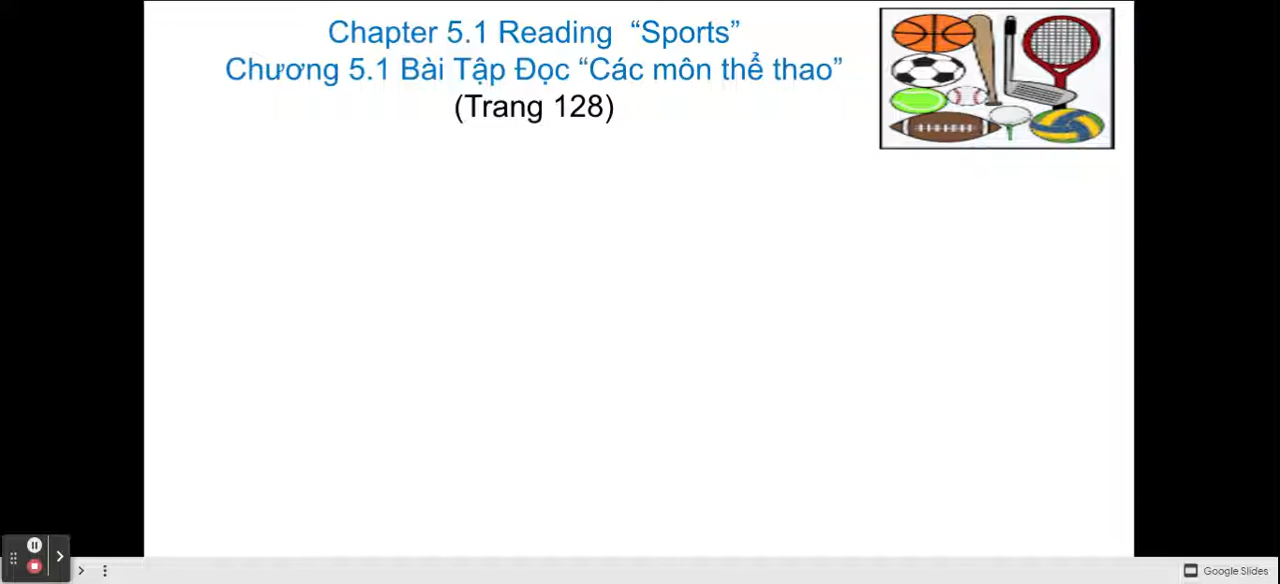 Chapter 5.1 Reading “Sports”
Chương 5.1 Bài Tập Đọc “Các môn thể thao”
(Trang 128)
Google Slides